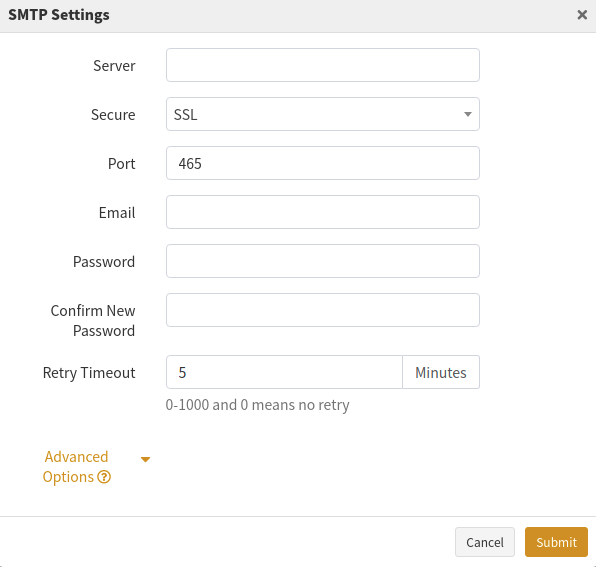 SMTP Settings ×
Server
Secure SSL
Port 465
Email
Password
Confirm New
Password
Retry Timeout 5 Minutes
0-1000 and 0 means no retry
Advanced
Options ?
Cancel Submit